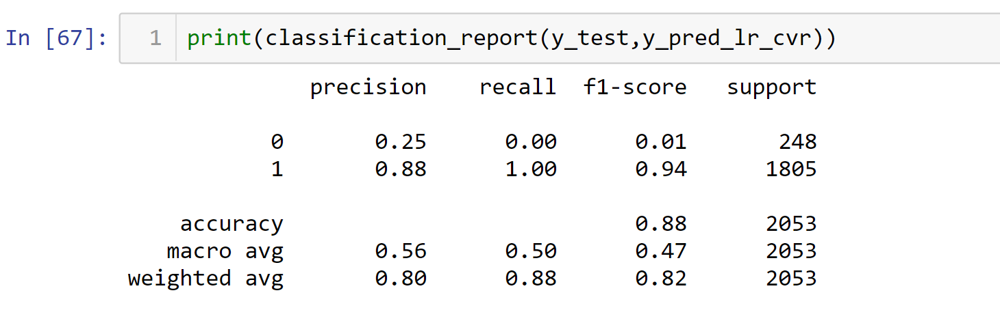 In [67]: 1 print(classification_report(y_test,y_pred_lr_cvr))
precision recall f1-score support
0 0.25 0.00 0.01 248
1 0.88 1.00 0.94 1805
accuracy 0.88 2053
macro avg 0.56 0.50 0.47 2053
weighted avg 0.80 0.88 0.82 2053